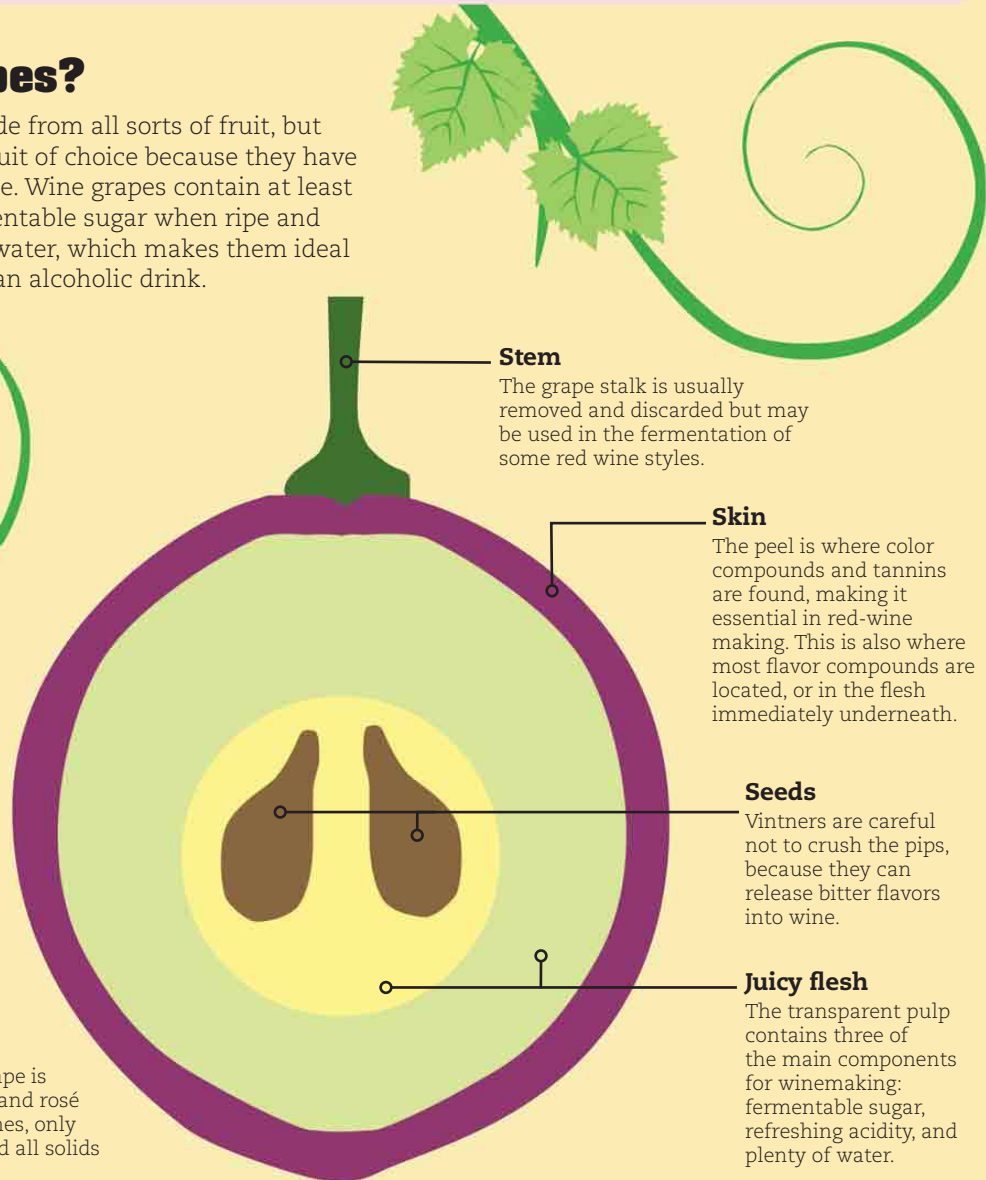 pes?
de from all sorts of fruit, but
uit of choice because they have
e. Wine grapes contain at least
entable sugar when ripe and
water, which makes them ideal
an alcoholic drink.
Stem
The grape stalk is usually
removed and discarded but may
be used in the fermentation of
some red wine styles.
Skin
The peel is where color
compounds and tannins
are found, making it
essential in red-wine
making. This is also where
most flavor compounds are
located, or in the flesh
immediately underneath.
Seeds
Vintners are careful
not to crush the pips,
because they can
release bitter flavors
into wine.
Juicy flesh
The transparent pulp
contains three of
the main components
for winemaking:
fermentable sugar,
refreshing acidity, and
plenty of water.
ape is
and rosé
nes, only
d all solids